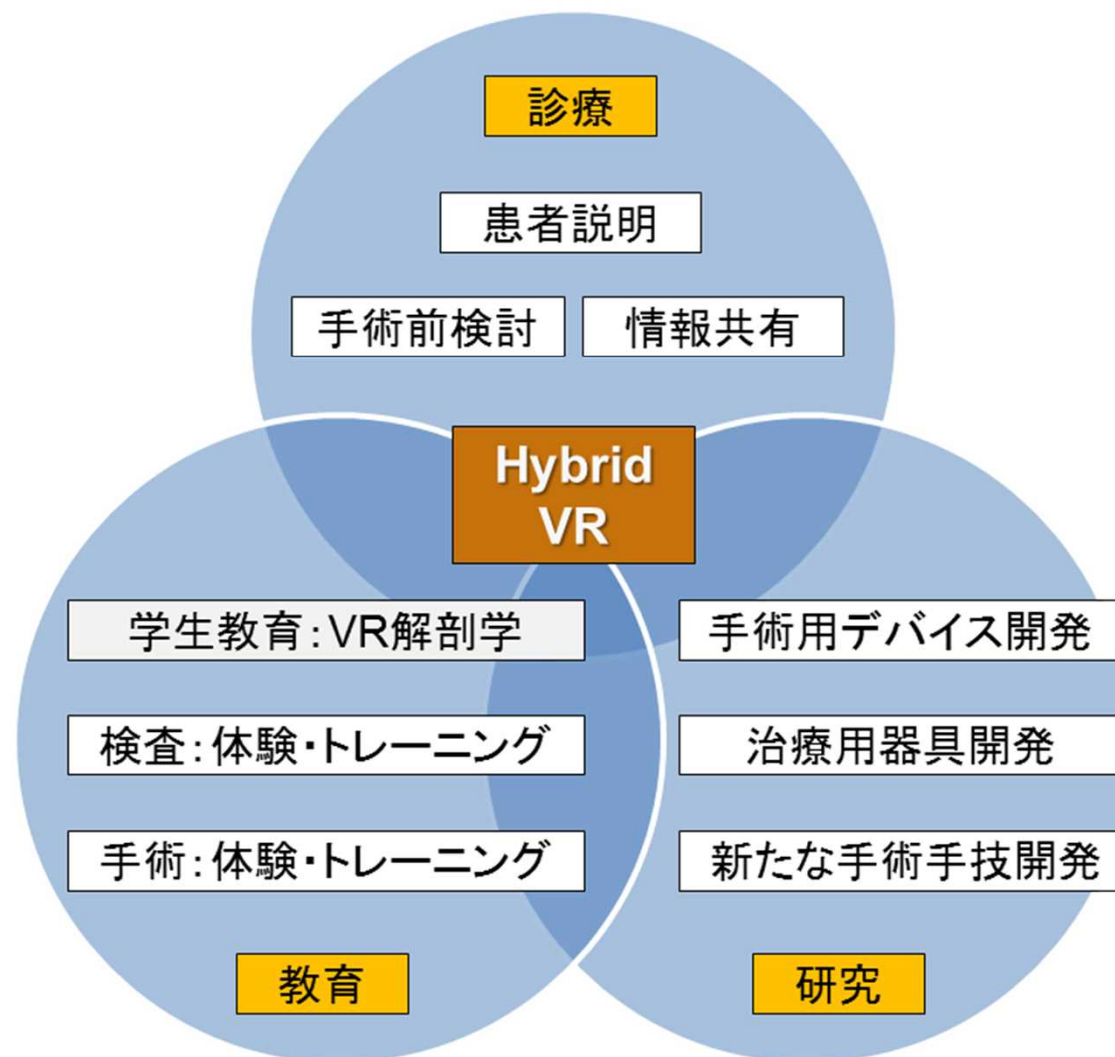 診療
患者説明
手術前検討
情報共有
Hybrid
VR
学生教育：VR解剖学
検査：体験・トレーニング
手術：体験・トレーニング
教育
手術用デバイス開発
治療用器具開発
新たな手術手技開発
研究